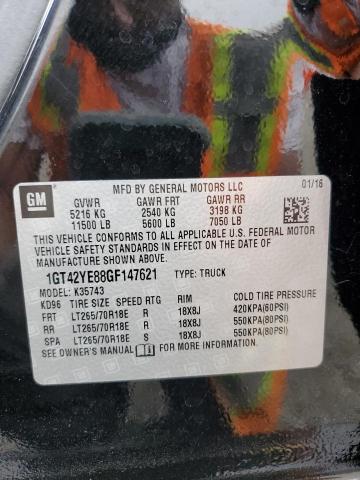 GM
MFD BY GENERAL MOTORS LLC 01/16
GVWR GAWR FRT GAWR RR
5216 KG 2540 KG 3198 KG
11500 LB 5600 LB 7050 LB
THIS VEHICLE CONFORMS TO ALL APPLICABLE U.S. FEDERAL MOTOR
VEHICLE SAFETY STANDARDS IN EFFECT ON THE DATE OF
MANUFACTURE SHOWN ABOVE.
1GT42YE88GF147621 TYPE: TRUCK
MODEL: K35743
KD96 TIRE SIZE SPEED RTG RIM COLD TIRE PRESSURE
FRT LT265/70R18E R 18X8J 420KPA(60PSI)
RR LT265/70R18E R 18X8J 550KPA(80PSI)
SPA LT265/70R18E S 18X8J 550KPA(80PSI)
SEE OWNER'S MANUAL FOR MORE INFORMATION.